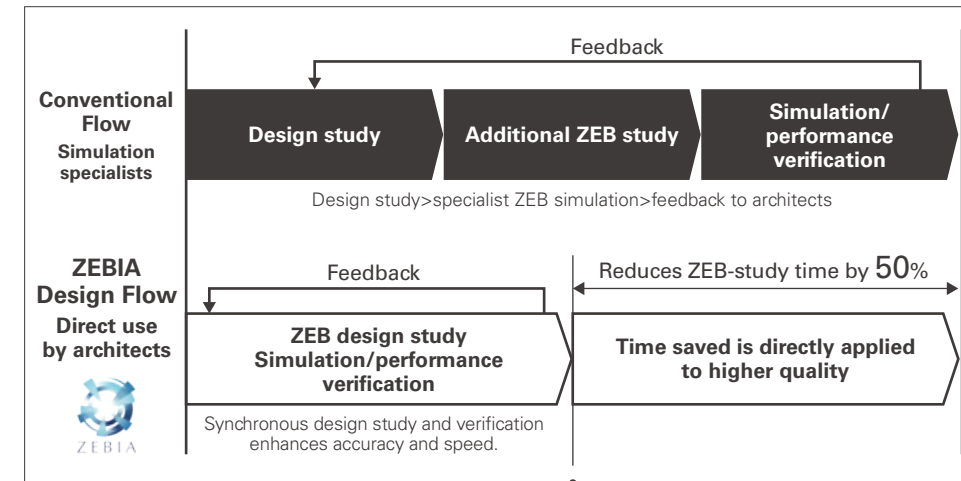 Feedback
Conventional
Flow
Simulation
specialists
Design study
Additional ZEB study
Simulation/
performance
verification
Design study>specialist ZEB simulation>feedback to architects
ZEBIA
Design Flow
Direct use
by architects
ZEBIA
Feedback
Reduces ZEB-study time by 50%
ZEB design study
Simulation/performance
verification
Time saved is directly applied
to higher quality
Synchronous design study and verification
enhances accuracy and speed.